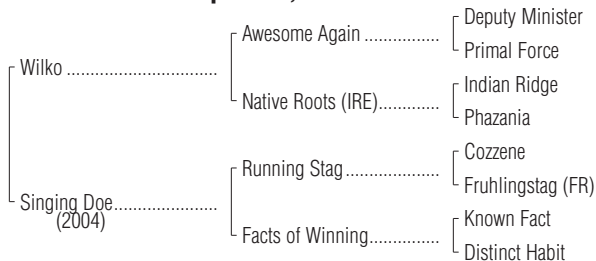 Deputy Minister
Awesome Again ................
Primal Force
Wilko ................................
Indian Ridge
Native Roots (IRE).............
Phazania
Cozzene
Running Stag....................
Fruhlingstag (FR)
Singing Doe......................
(2004)
Known Fact
Facts of Winning...............
Distinct Habit